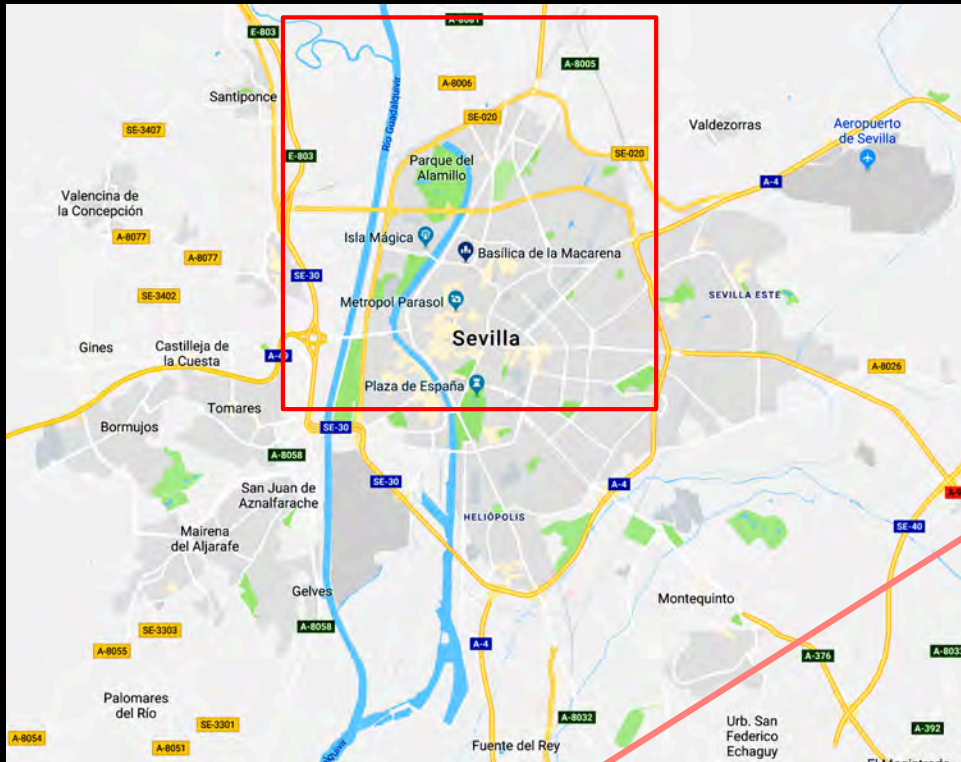 A-8081
E-803
A-8005
A-8006
Santiponce
SE-020
Río Guadalquivir
SE-3407
Valdezorras
Aeropuerto
de Sevilla
E-803
SE-020
Parque del
Alamillo
A-4
Valencina de
la Concepción
A-8077
Isla Mágica
A-8077
Basílica de la Macarena
SE-30
SE-3402
SEVILLA ESTE
Metropol Parasol
Sevilla
Gines
Castilleja de
la Cuesta
A-49
A-8026
Plaza de España
Tomares
Bormujos
SE-30
A-8058
SE-30
A-4
San Juan de
Aznalfarache
HELIÓPOLIS
SE-40
Mairena
del Aljarafe
Gelves
Montequinto
A-8058
SE-3303
A-4
A-8055
A-376
A-8033
Palomares
del Río
A-8032
SE-3301
A-392
A-8054
A-8051
Fuente del Rey
Urb. San
Federico
Echaguy